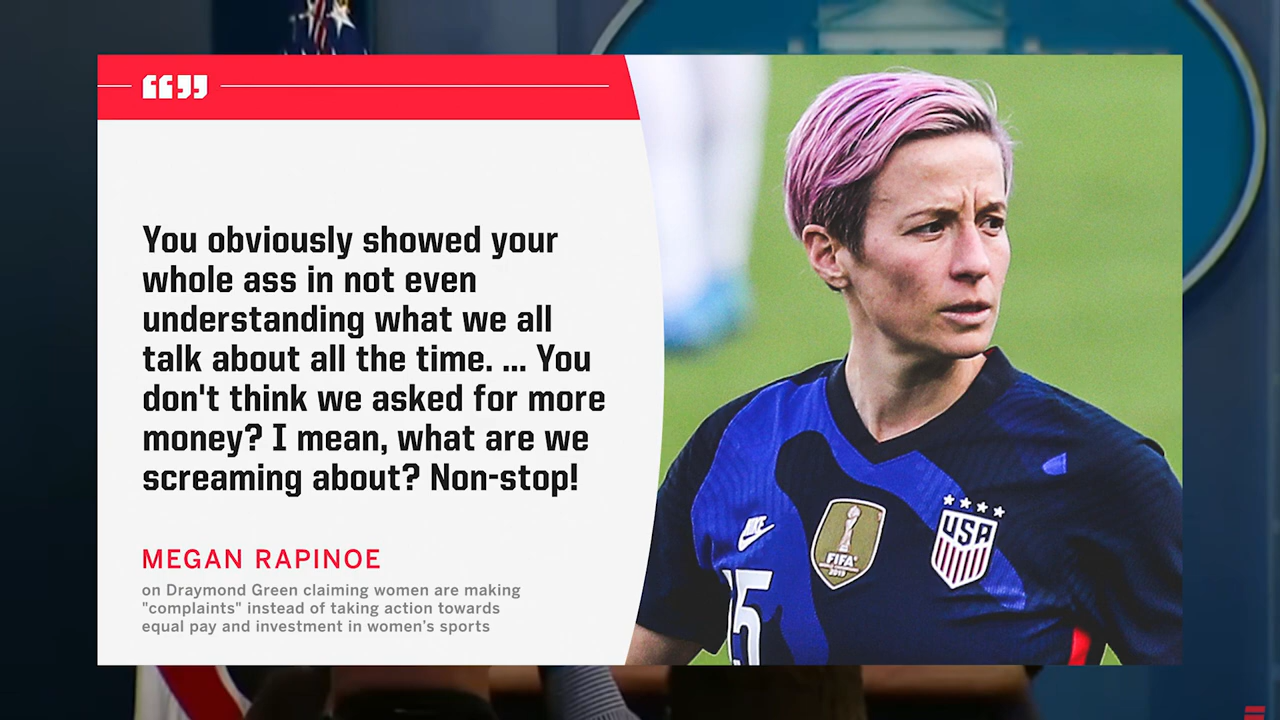 You obviously showed your
whole ass in not even
understanding what we all
talk about all the time. ... You
don't think we asked for more
money? I mean, what are we
screaming about? Non-stop!
MEGAN RAPINOE
on Draymond Green claiming women are making
"complaints" instead of taking action towards
equal pay and investment in women's sports
FIFA
2019
USA
15